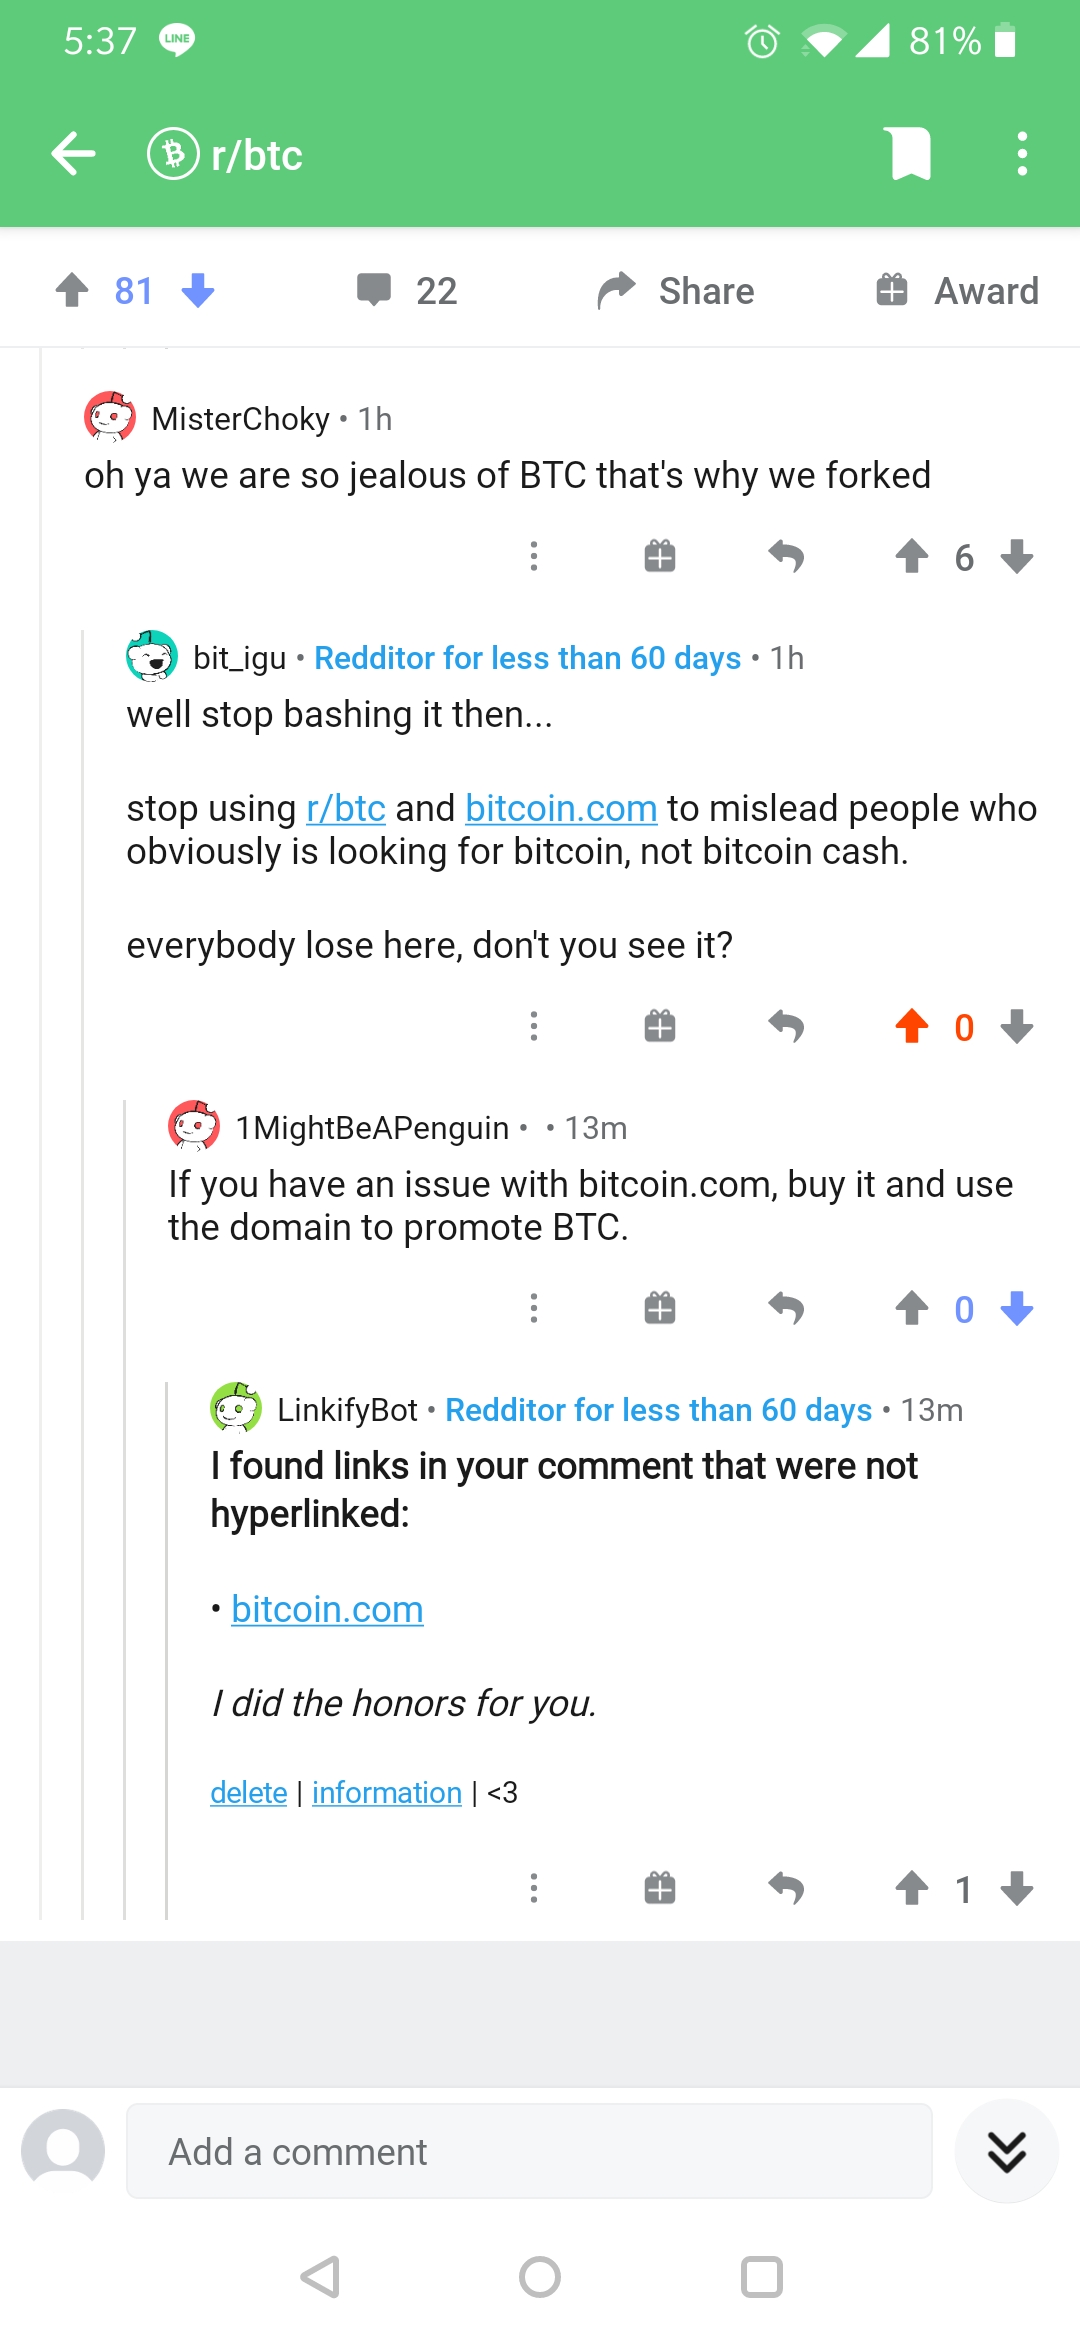 5:37 LINE 81%
r/btc
81 22 Share Award
MisterChoky • 1h
oh ya we are so jealous of BTC that's why we forked
6
bit_igu • Redditor for less than 60 days • 1h
well stop bashing it then...
stop using r/btc and bitcoin.com to mislead people who
obviously is looking for bitcoin, not bitcoin cash.
everybody lose here, don't you see it?
0
1MightBeAPenguin • • 13m
If you have an issue with bitcoin.com, buy it and use
the domain to promote BTC.
0
LinkifyBot • Redditor for less than 60 days • 13m
I found links in your comment that were not
hyperlinked:
• bitcoin.com
I did the honors for you.
delete | information | <3
1
Add a comment